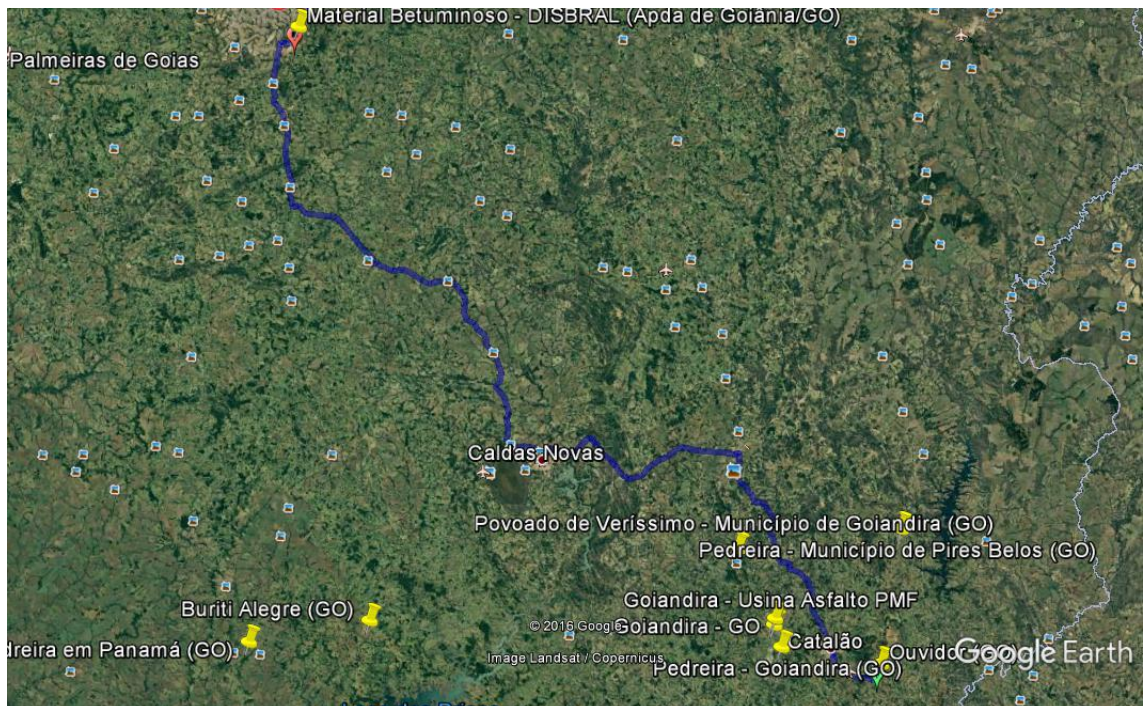 Material Betuminoso - DISBRAL (Apda de Goiânia/GO)
Palmeiras de Goias
Caldas Novas
Povoado de Veríssimo - Município de Goiandira (GO)
Pedreira - Município de Pires Belos (GO)
Goiandira - Usina Asfalto PMF
Buriti Alegre (GO)
© 2016 Google
Goiandira - GO
Catalão
dreira em Panamá (GO)
Image Landsat / Copernicus
Pedreira - Goiandira (GO)
Google Earth